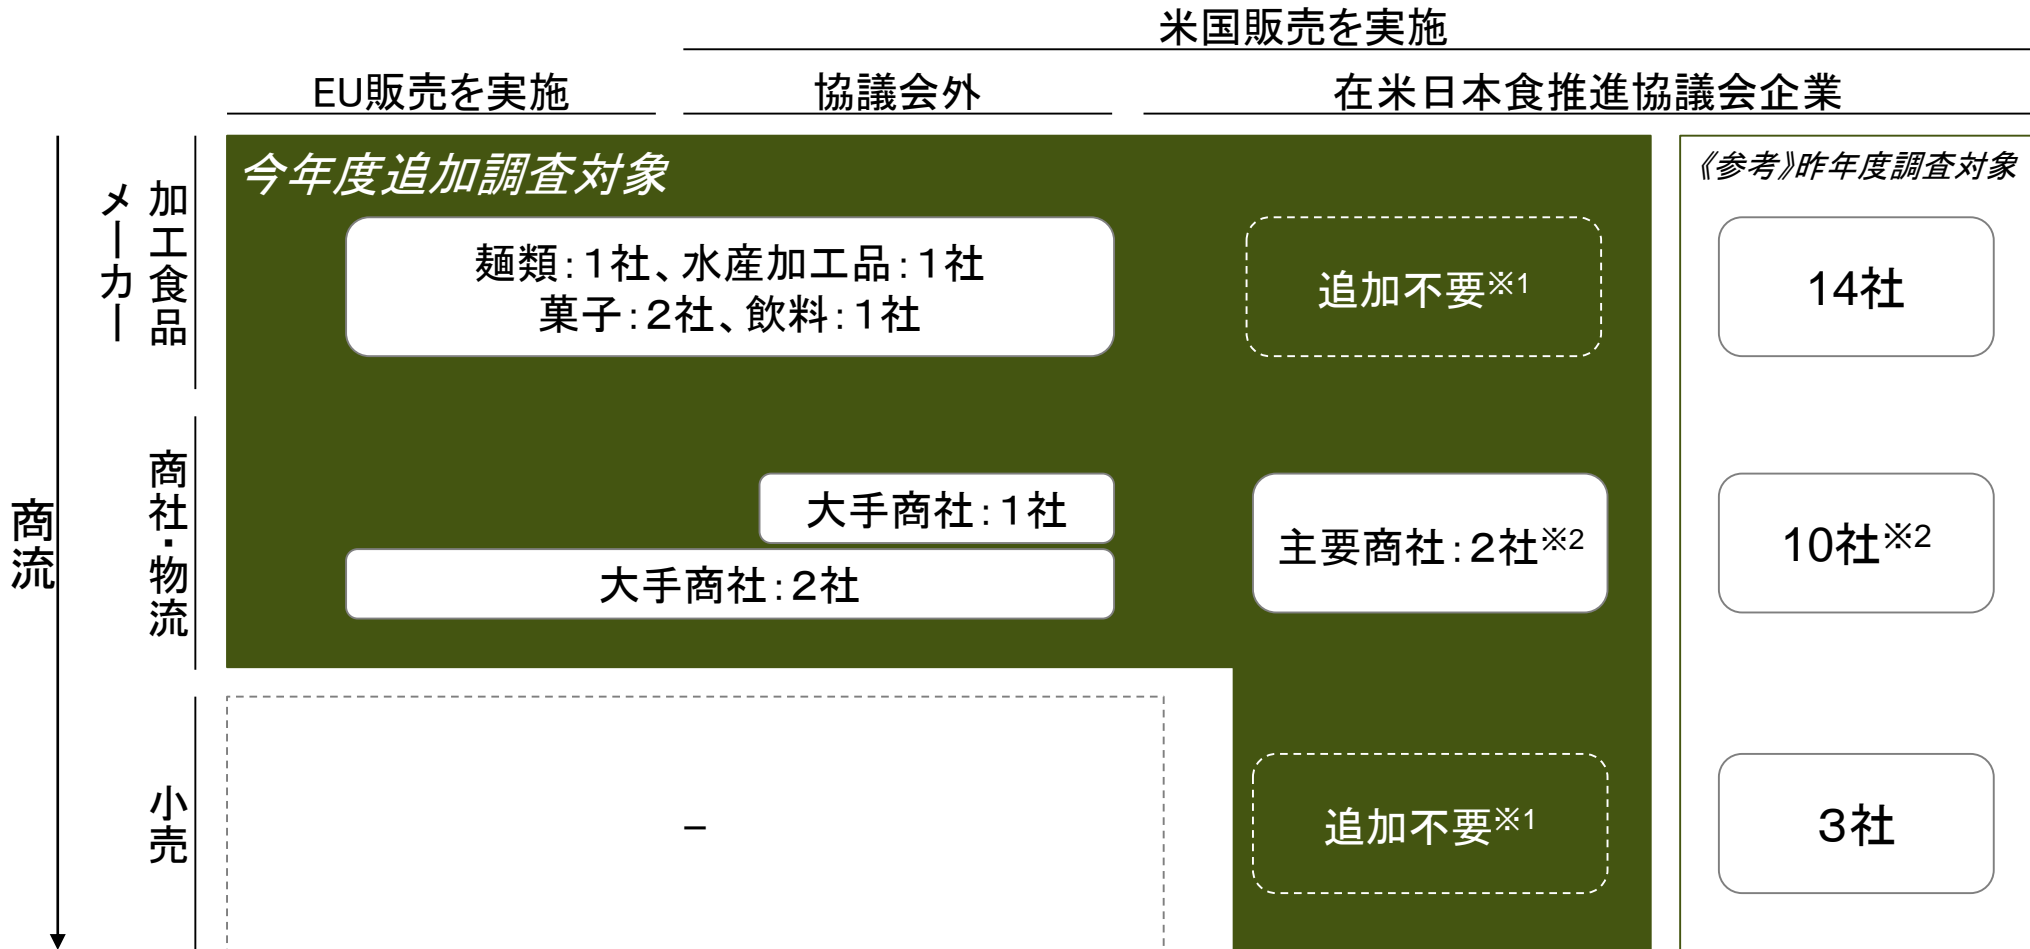 米国販売を実施
EU販売を実施
協議会外
在米日本食推進協議会企業
商流
加工食品
メーカー
今年度追加調査対象
麺類：1社、水産加工品：1社
菓子：2社、飲料：1社
追加不要※1
《参考》昨年度調査対象
14社
商社・物流
大手商社：1社
大手商社：2社
主要商社：2社※2
10社※2
小売
–
追加不要※1
3社